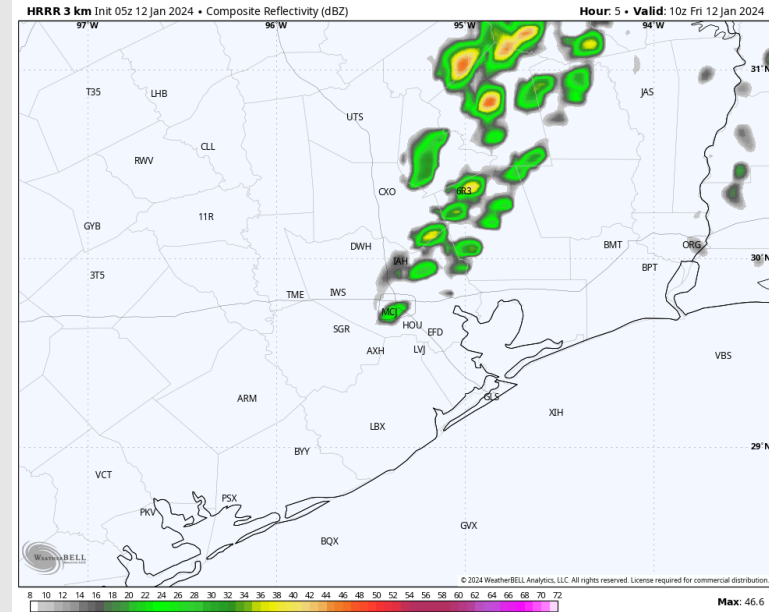 HRRR 3 km Init 05z 12 Jan 2024 • Composite Reflectivity (dBZ) Hour: 5 • Valid: 10z Fri 12 Jan 2024
97°W 96°W 95°W 94°W
31°N
T35 LHB JAS
UTS
CLL
RWV
CXO 6R3
11R
GYB
DWH BMT ORG
IAH 30°N
BPT
3T5
TME IWS
MCJ
SGR HOU EFD
AXH LVJ VBS
ARM GLS
XIH
LBX
29°N
BYY
VCT
PSX
PKV
GVX
BQX
WeatherBELL
© 2024 WeatherBELL Analytics, LLC. All rights reserved. License required for commercial distribution.
8 10 12 14 16 18 20 22 24 26 28 30 32 34 36 38 40 42 44 46 48 50 52 54 56 58 60 62 64 66 68 70 72
Max: 46.6